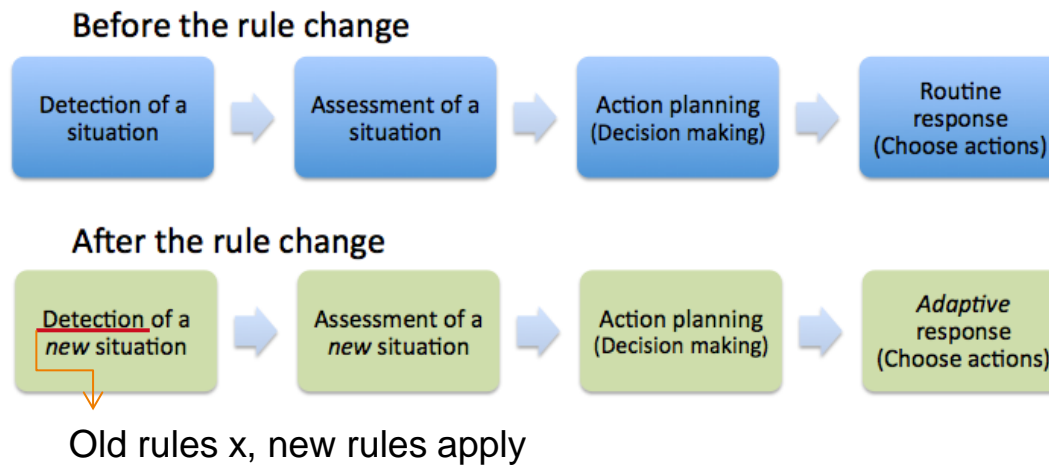 Before the rule change
Detection of a
situation
Assessment of a
situation
Action planning
(Decision making)
Routine
response
(Choose actions)
After the rule change
Detection of a
new situation
Assessment of a
new situation
Action planning
(Decision making)
Adaptive
response
(Choose actions)
Old rules x, new rules apply